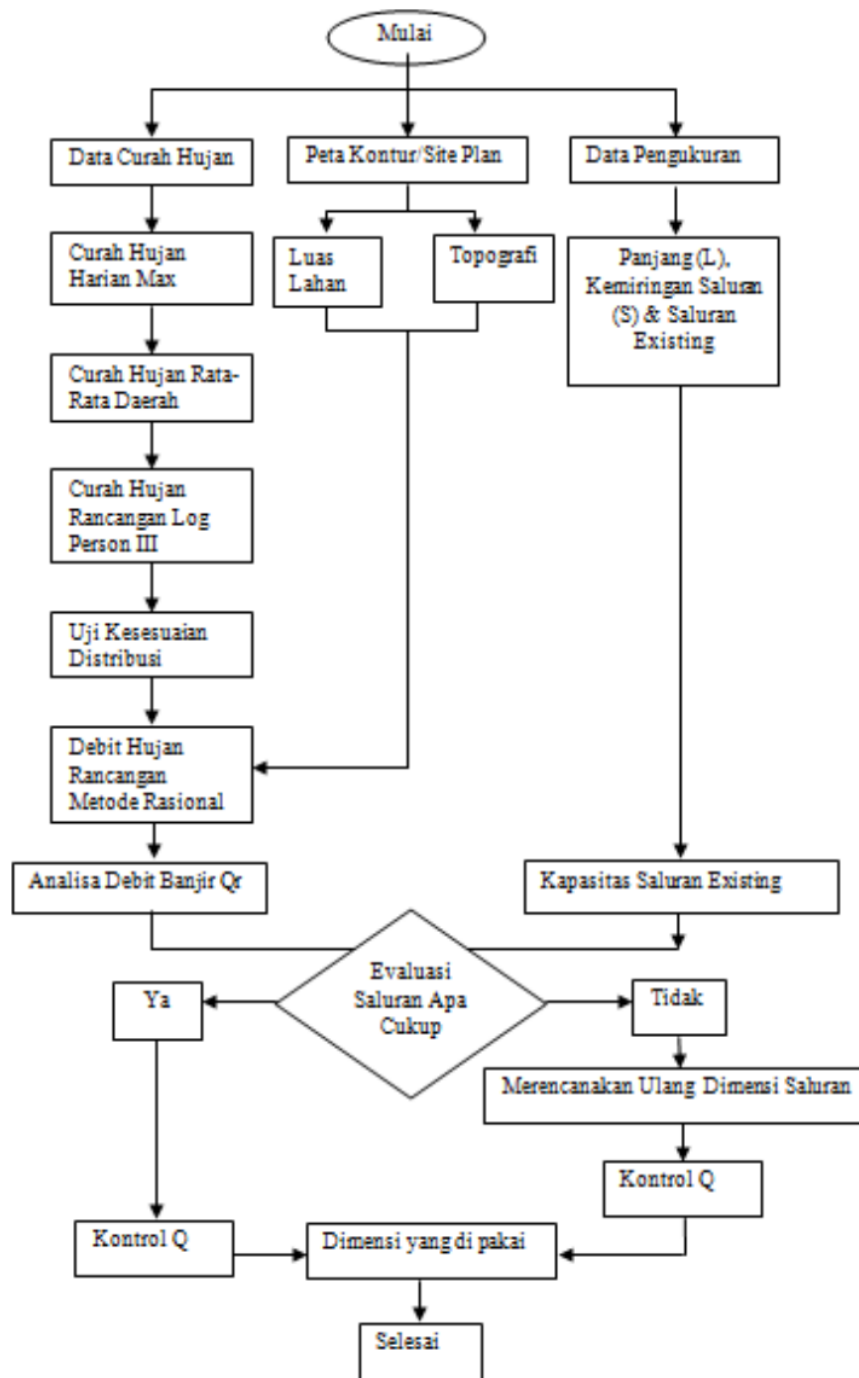 Mulai
Data Curah Hujan
Peta Kontur/Site Plan
Data Pengukuran
Curah Hujan
Harian Max
Luas
Lahan
Topografi
Panjang (L),
Kemiringan Saluran
(S) & Saluran
Existing
Curah Hujan Rata-
Rata Daerah
Curah Hujan
Rancangan Log
Person III
Uji Kesesuaian
Distribusi
Debit Hujan
Rancangan
Metode Rasional
Analisa Debit Banjir Qr
Kapasitas Saluran Existing
Evaluasi
Saluran Apa
Cukup
Ya
Tidak
Merencanakan Ulang Dimensi Saluran
Kontrol Q
Kontrol Q
Dimensi yang di pakai
Selesai